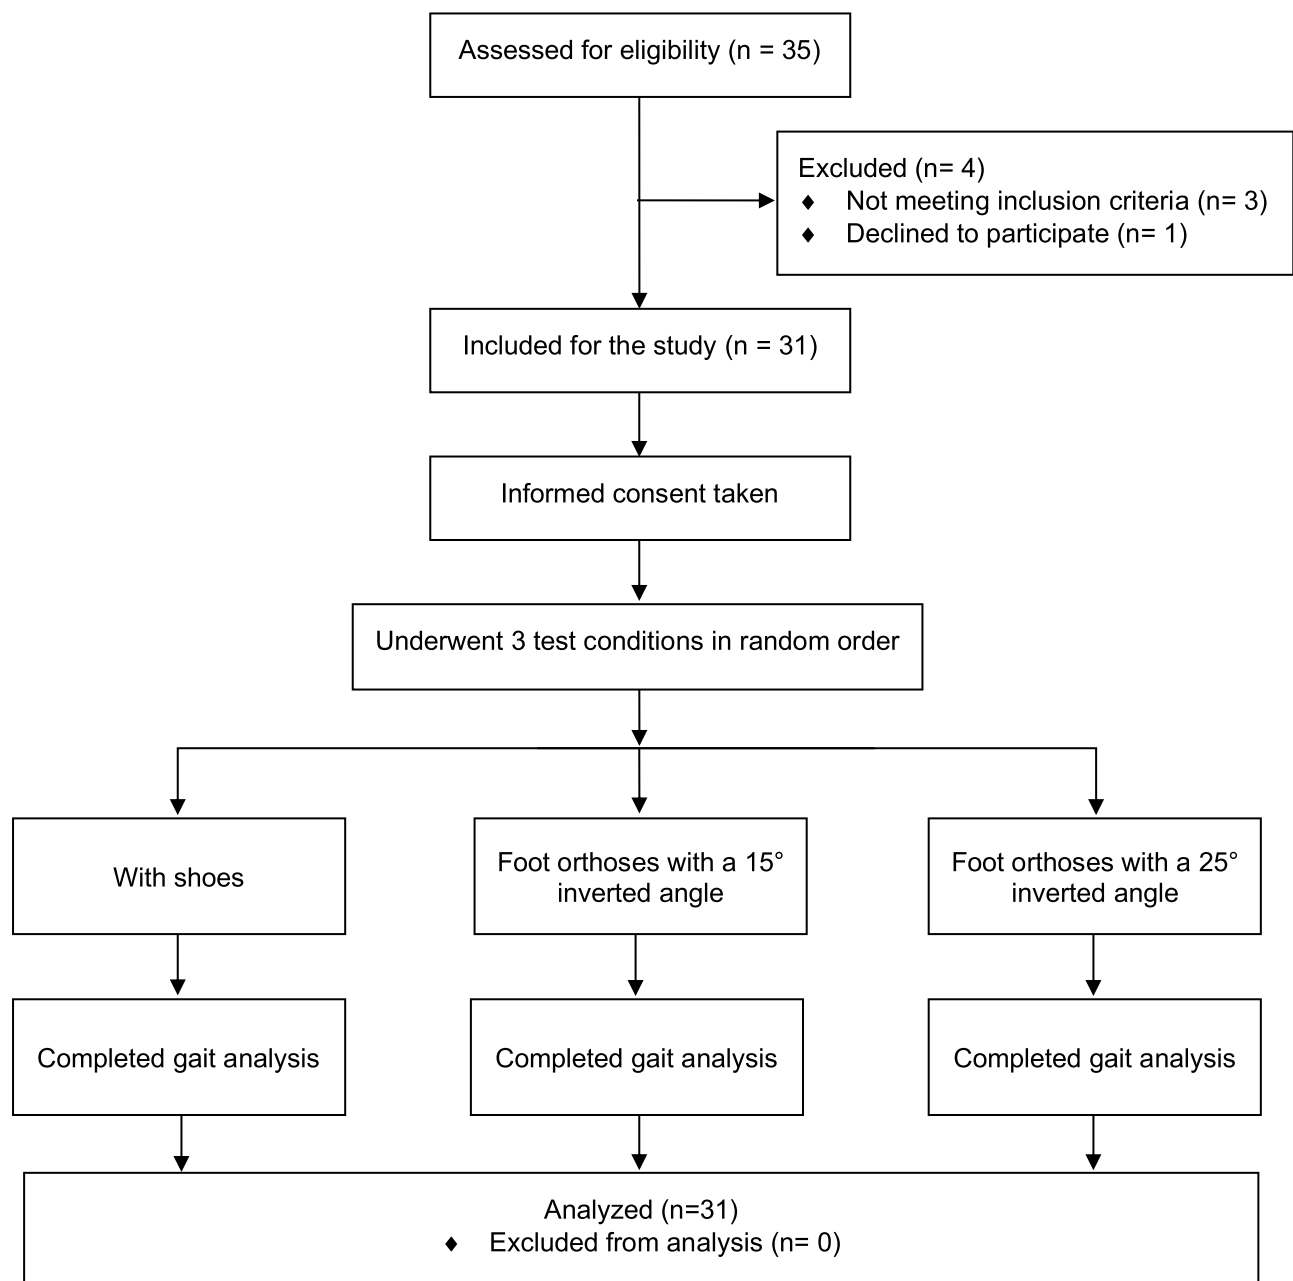 Assessed for eligibility (n = 35)
Excluded (n= 4)
♦ Not meeting inclusion criteria (n= 3)
♦ Declined to participate (n= 1)
Included for the study (n = 31)
Informed consent taken
Underwent 3 test conditions in random order
With shoes
Foot orthoses with a 15°
inverted angle
Foot orthoses with a 25°
inverted angle
Completed gait analysis
Completed gait analysis
Completed gait analysis
Analyzed (n=31)
♦ Excluded from analysis (n= 0)